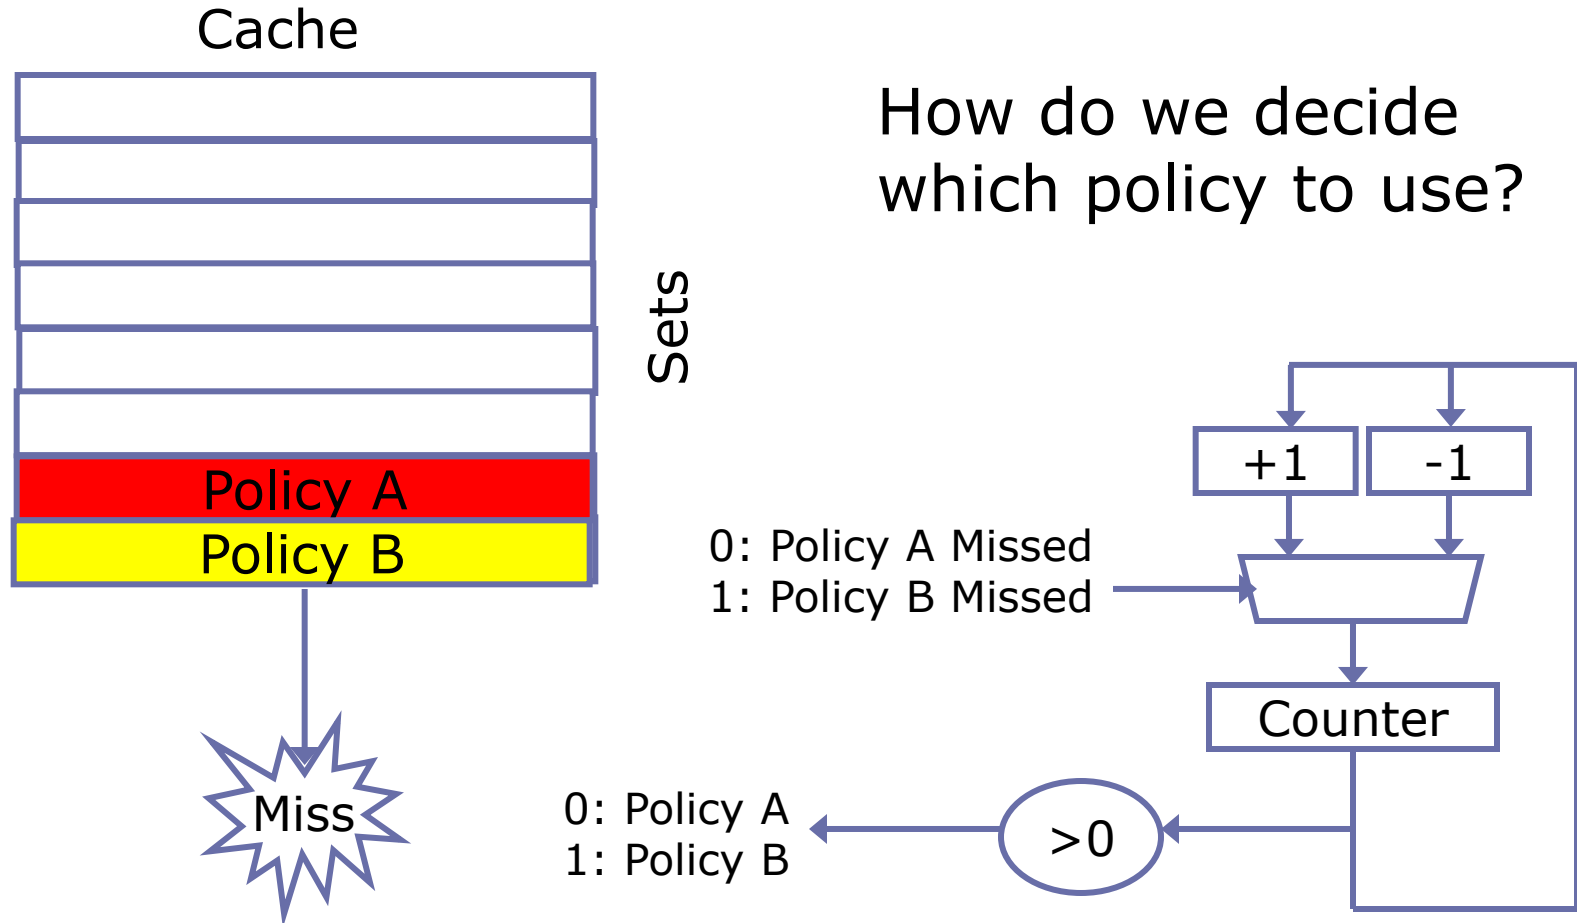 Cache
How do we decide
which policy to use?
Sets
Policy A
Policy B
Miss
+1
-1
0: Policy A Missed
1: Policy B Missed
Counter
>0
0: Policy A
1: Policy B